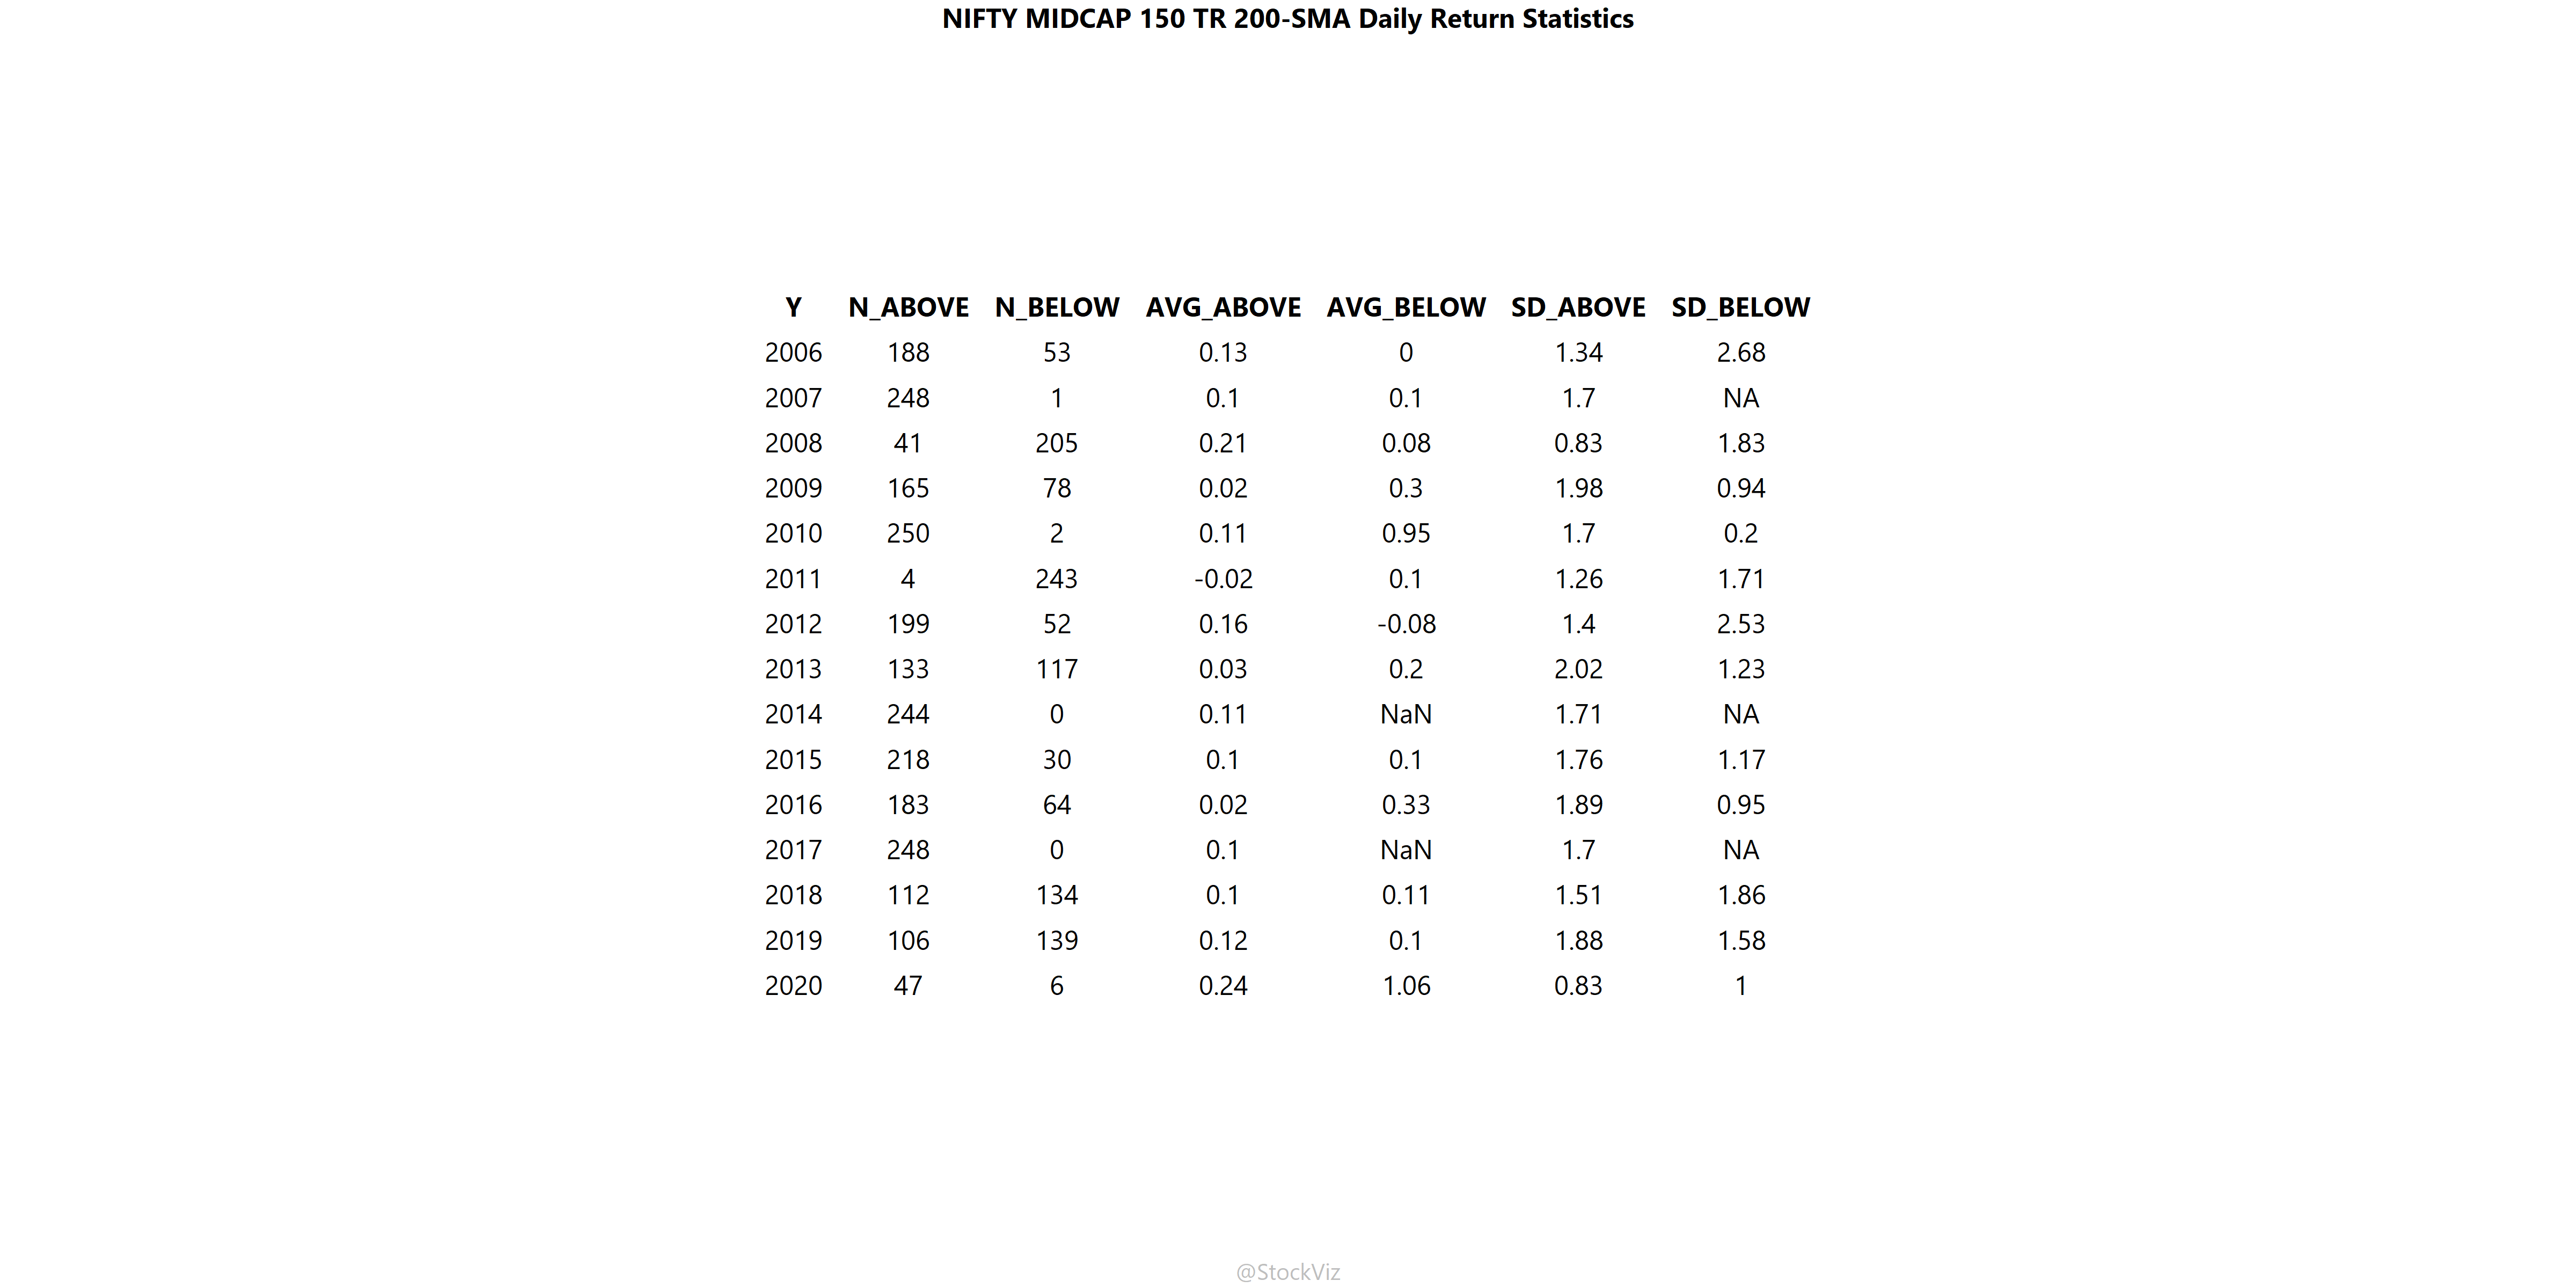 NIFTY MIDCAP 150 TR 200-SMA Daily Return Statistics
Y N_ABOVE N_BELOW AVG_ABOVE AVG_BELOW SD_ABOVE SD_BELOW
2006 188 53 0.13 0 1.34 2.68
2007 248 1 0.1 0.1 1.7 NA
2008 41 205 0.21 0.08 0.83 1.83
2009 165 78 0.02 0.3 1.98 0.94
2010 250 2 0.11 0.95 1.7 0.2
2011 4 243 -0.02 0.1 1.26 1.71
2012 199 52 0.16 -0.08 1.4 2.53
2013 133 117 0.03 0.2 2.02 1.23
2014 244 0 0.11 NaN 1.71 NA
2015 218 30 0.1 0.1 1.76 1.17
2016 183 64 0.02 0.33 1.89 0.95
2017 248 0 0.1 NaN 1.7 NA
2018 112 134 0.1 0.11 1.51 1.86
2019 106 139 0.12 0.1 1.88 1.58
2020 47 6 0.24 1.06 0.83 1
@StockViz